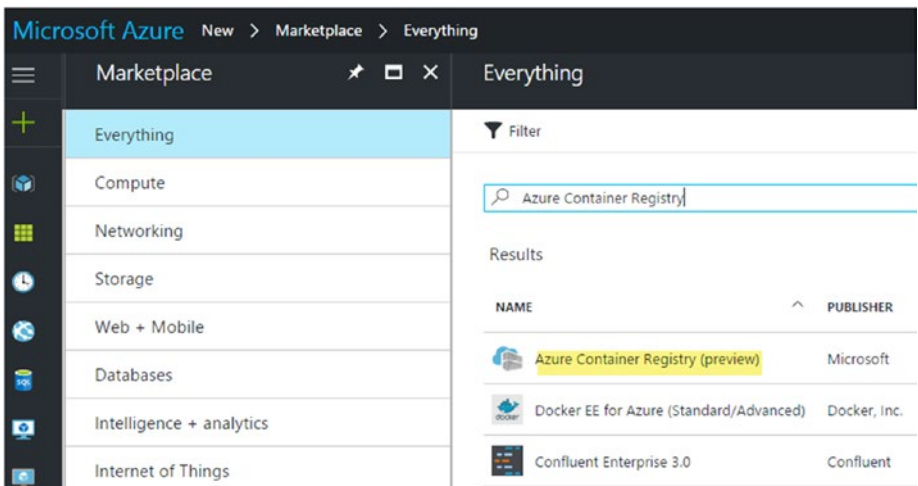 Microsoft Azure New > Marketplace > Everything
Marketplace
Everything
Compute
Networking
Storage
Web + Mobile
Databases
Intelligence + analytics
Internet of Things
Everything
Filter
Azure Container Registry
Results
NAME PUBLISHER
Azure Container Registry (preview) Microsoft
Docker EE for Azure (Standard/Advanced) Docker, Inc.
Confluent Enterprise 3.0 Confluent
SQL
docker